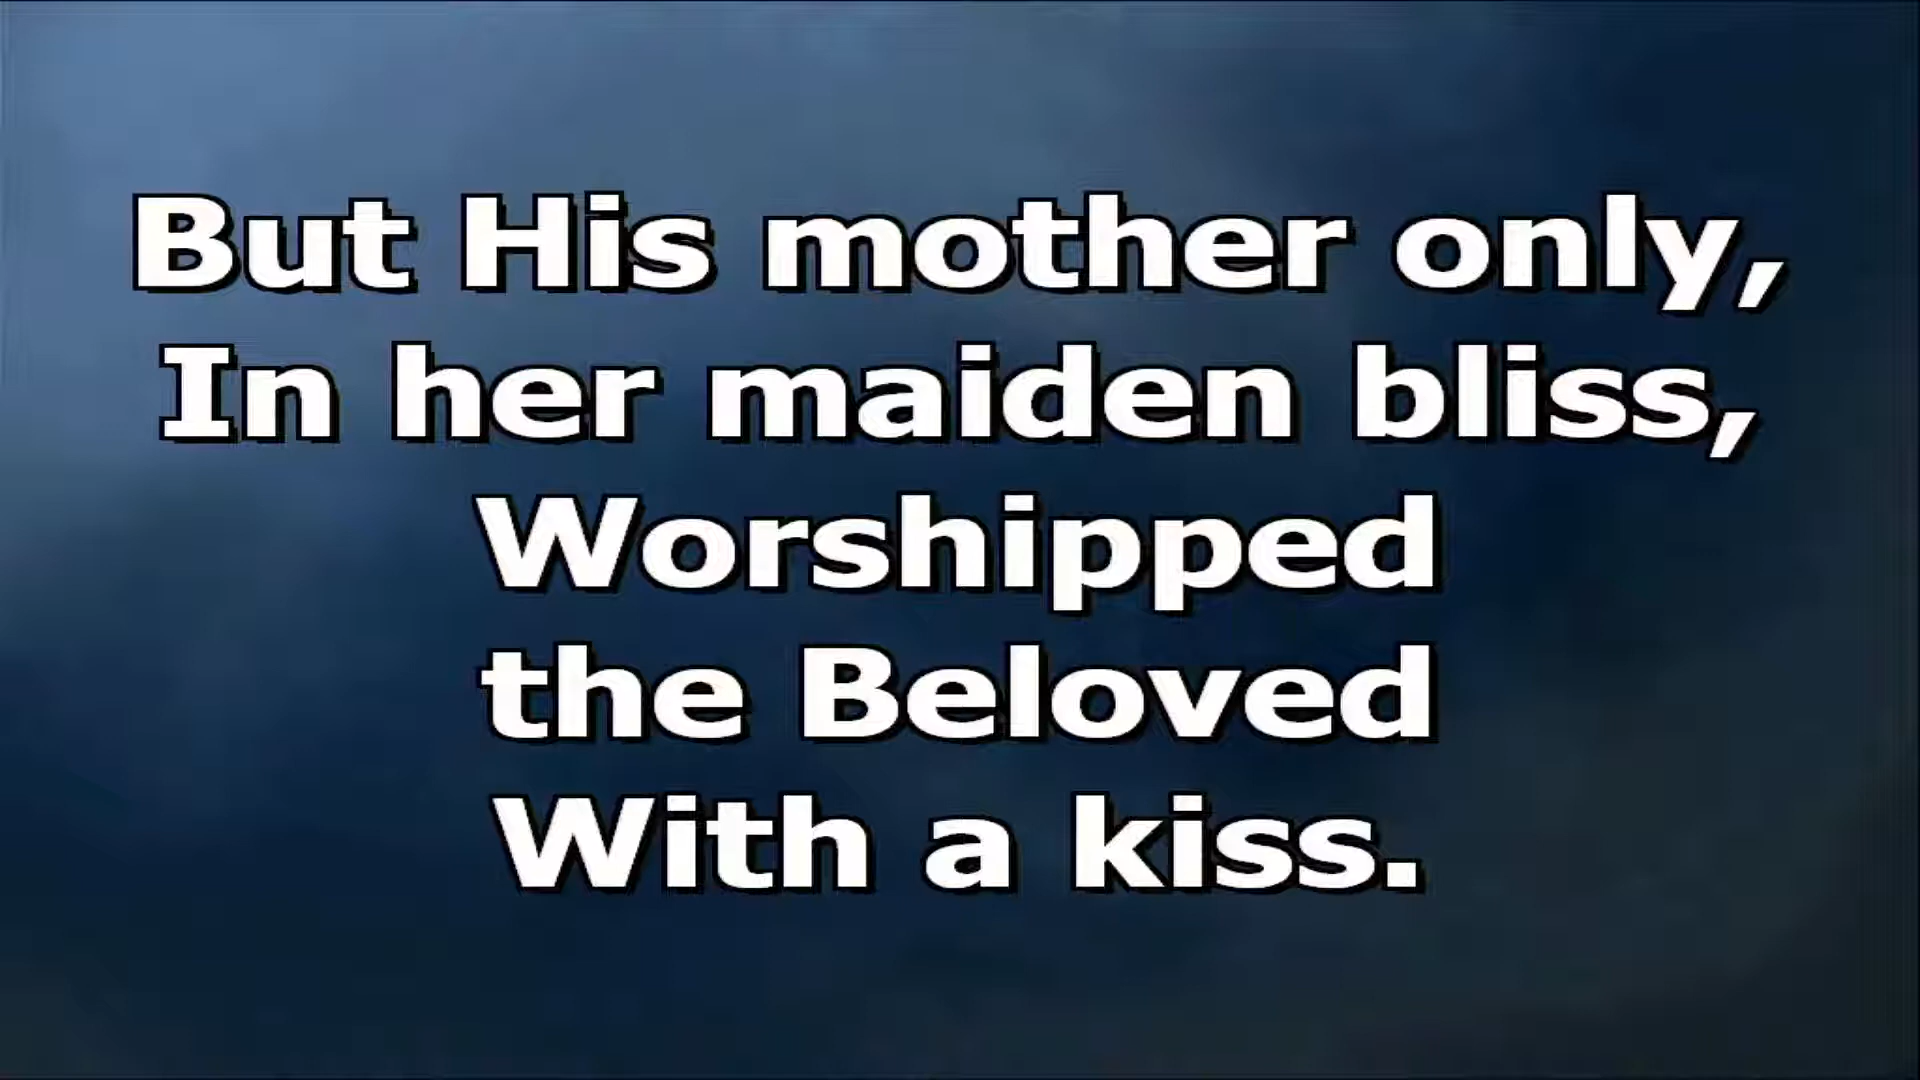 But His mother only,
In her maiden bliss,
Worshipped
the Beloved
With a kiss.